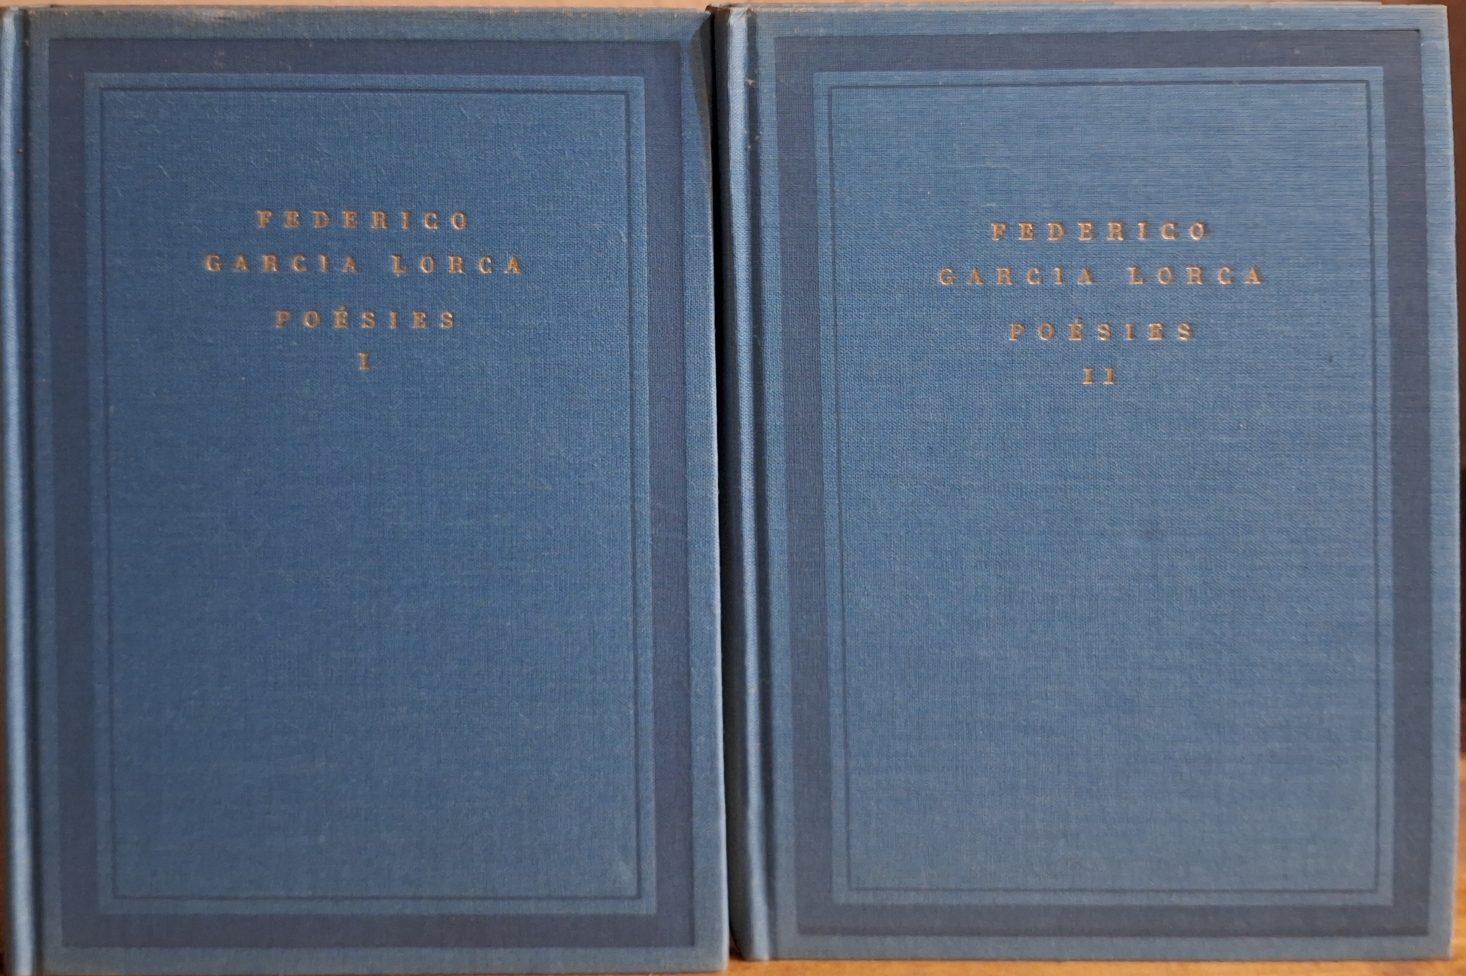 FEDERICO
GARCIA LORCA
POÉSIES
I
FEDERICO
GARCIA LORCA
POÉSIES
II